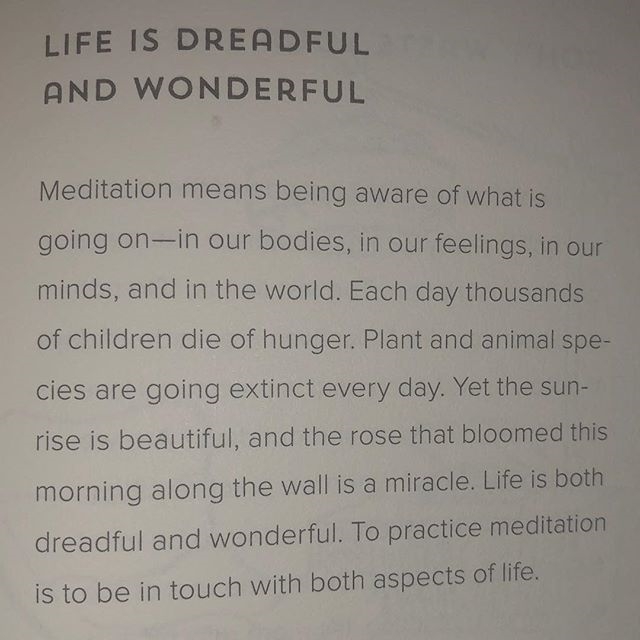 LIFE IS DREADFUL
AND WONDERFUL
Meditation means being aware of what is
going on—in our bodies, in our feelings, in our
minds, and in the world. Each day thousands
of children die of hunger. Plant and animal spe-
cies are going extinct every day. Yet the sun-
rise is beautiful, and the rose that bloomed this
morning along the wall is a miracle. Life is both
dreadful and wonderful. To practice meditation
is to be in touch with both aspects of life.